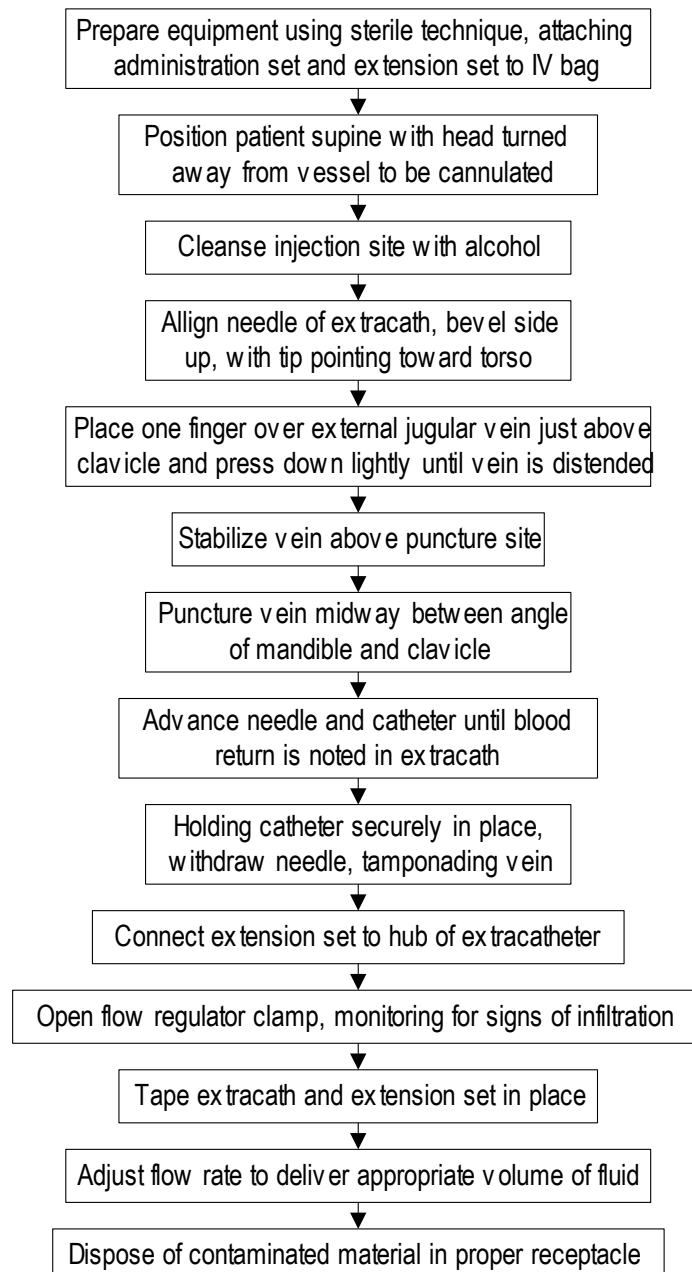 Prepare equipment using sterile technique, attaching
administration set and extension set to IV bag
Position patient supine with head turned
away from vessel to be cannulated
Cleanse injection site with alcohol
Allign needle of extracath, bevel side
up, with tip pointing toward torso
Place one finger over external jugular vein just above
clavicle and press down lightly until vein is distended
Stabilize vein above puncture site
Puncture vein midway between angle
of mandible and clavicle
Advance needle and catheter until blood
return is noted in extracath
Holding catheter securely in place,
withdraw needle, tamponading vein
Connect extension set to hub of extracatheter
Open flow regulator clamp, monitoring for signs of infiltration
Tape extracath and extension set in place
Adjust flow rate to deliver appropriate volume of fluid
Dispose of contaminated material in proper receptacle